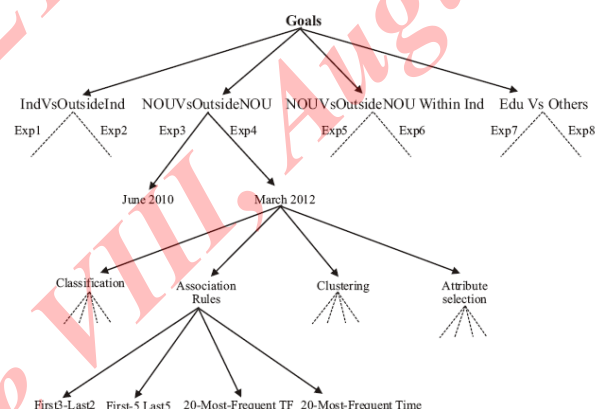 Goals
IndVsOutsideInd NOUVsOutsideNOU NOUVsOutsideNOU Within Ind Edu Vs Others
Exp1 Exp2 Exp3 Exp4 Exp5 Exp6 Exp7 Exp8
June 2010 March 2012
Classification Association Rules Clustering Attribute selection
First3-Last2 First-5 Last5 20-Most-Frequent TF 20-Most-Frequent Time
VIII, Aug